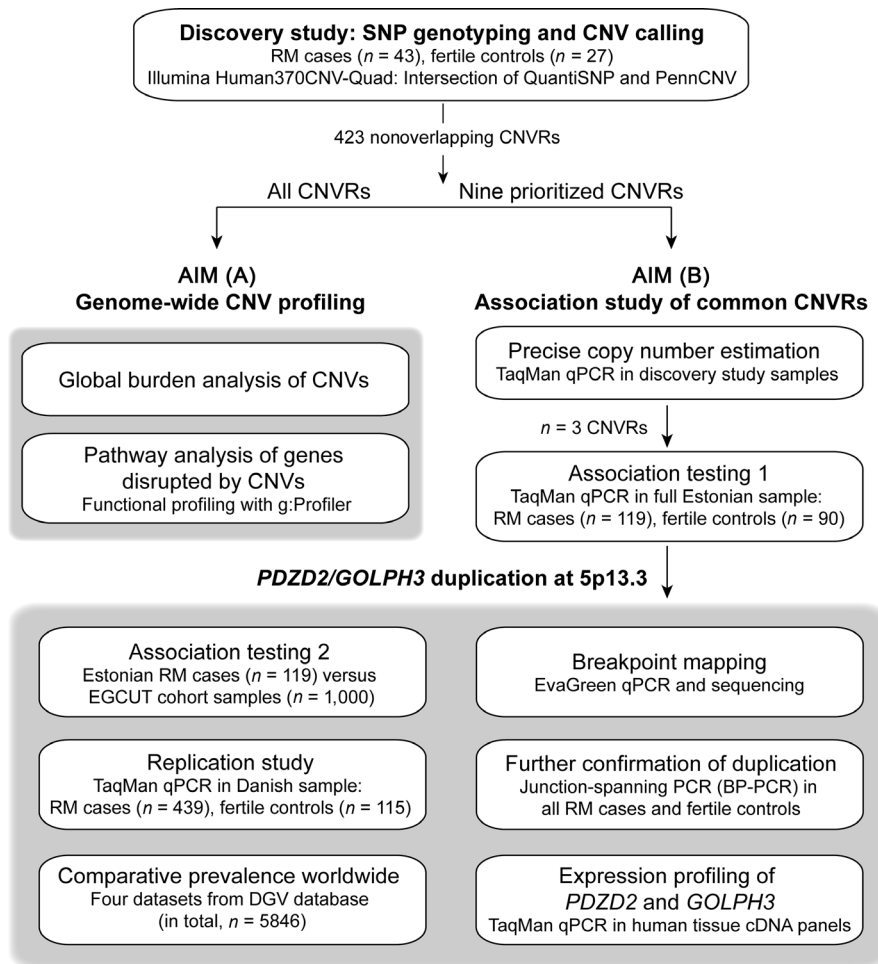 Discovery study: SNP genotyping and CNV calling
RM cases (n = 43), fertile controls (n = 27)
Illumina Human370CNV-Quad: Intersection of QuantiSNP and PennCNV
423 nonoverlapping CNVRs
All CNVRs
Nine prioritized CNVRs
AIM (A)
Genome-wide CNV profiling
Global burden analysis of CNVs
Pathway analysis of genes
disrupted by CNVs
Functional profiling with g:Profiler
AIM (B)
Association study of common CNVRs
Precise copy number estimation
TaqMan qPCR in discovery study samples
n = 3 CNVRs
Association testing 1
TaqMan qPCR in full Estonian sample:
RM cases (n = 119), fertile controls (n = 90)
PDZD2/GOLPH3 duplication at 5p13.3
Association testing 2
Estonian RM cases (n = 119) versus
EGCUT cohort samples (n = 1,000)
Replication study
TaqMan qPCR in Danish sample:
RM cases (n = 439), fertile controls (n = 115)
Comparative prevalence worldwide
Four datasets from DGV database
(in total, n = 5846)
Breakpoint mapping
EvaGreen qPCR and sequencing
Further confirmation of duplication
Junction-spanning PCR (BP-PCR) in
all RM cases and fertile controls
Expression profiling of
PDZD2 and GOLPH3
TaqMan qPCR in human tissue cDNA panels